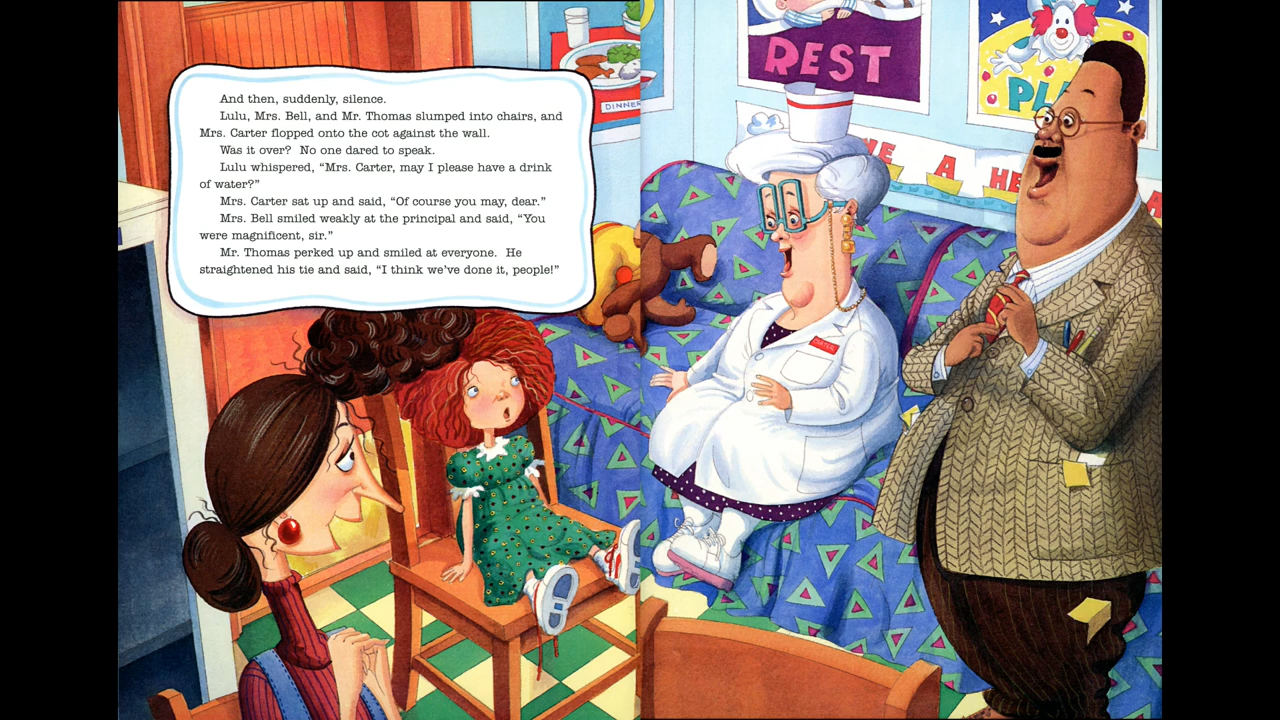 And then, suddenly, silence.
Lulu, Mrs. Bell, and Mr. Thomas slumped into chairs, and
Mrs. Carter flopped onto the cot against the wall.
Was it over? No one dared to speak.
Lulu whispered, “Mrs. Carter, may I please have a drink
of water?”
Mrs. Carter sat up and said, “Of course you may, dear.”
Mrs. Bell smiled weakly at the principal and said, “You
were magnificent, sir.”
Mr. Thomas perked up and smiled at everyone. He
straightened his tie and said, “I think we’ve done it, people!”
DINNER
REST
PL
A HE
CARTER